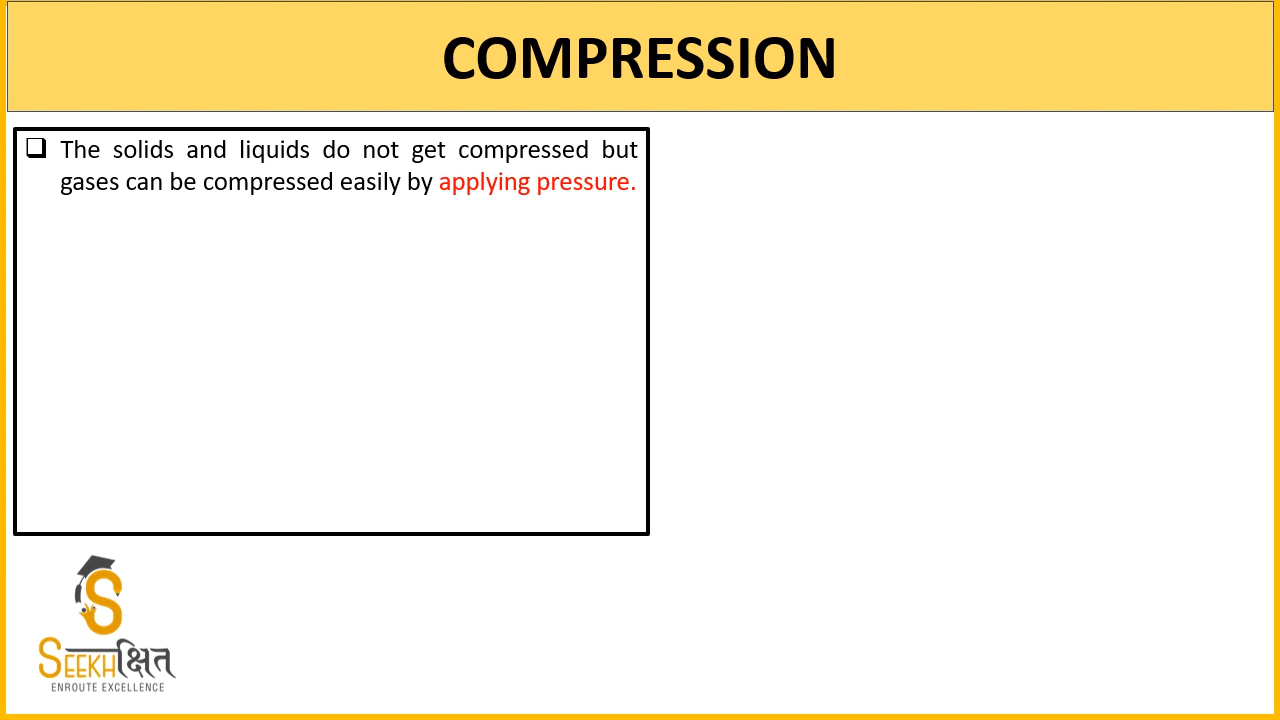 COMPRESSION
❑ The solids and liquids do not get compressed but
gases can be compressed easily by applying pressure.
S
SEEKHक्षित
ENROUTE EXCELLENCE